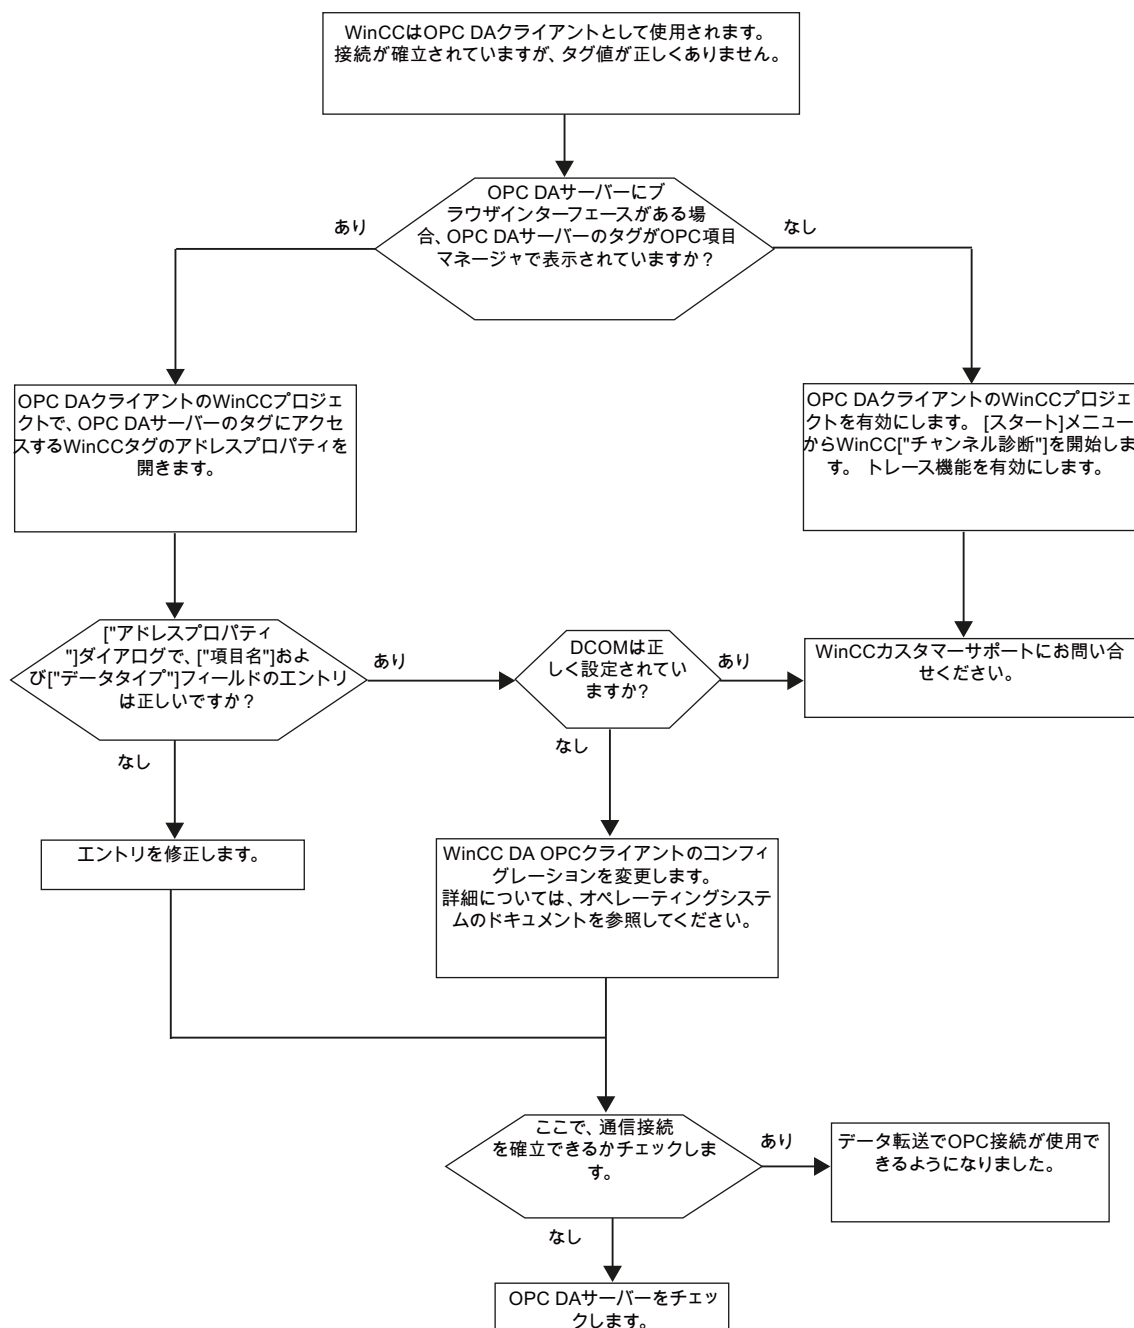 WinCCはOPC DAクライアントとして使用されます。
接続が確立されていますが、タグ値が正しくありません。
OPC DAサーバーにブ
ラウザインターフェースがある場
合、OPC DAサーバーのタグがOPC項目
マネージャで表示されていますか？
あり
なし
OPC DAクライアントのWinCCプロジェ
クトで、OPC DAサーバーのタグにアクセ
スするWinCCタグのアドレスプロパティを
開きます。
OPC DAクライアントのWinCCプロジェ
クトを有効にします。 [スタート]メニュー
からWinCC["チャンネル診断"]を開始しま
す。 トレース機能を有効にします。
["アドレスプロパティ
"]ダイアログで、["項目名"]およ
び["データタイプ"]フィールドのエントリ
は正しいですか？
あり
なし
DCOMは正
しく設定されてい
ますか?
あり
なし
WinCCカスタマーサポートにお問い合
せください。
エントリを修正します。
WinCC DA OPCクライアントのコンフィ
グレーションを変更します。
詳細については、オペレーティングシステ
ムのドキュメントを参照してください。
ここで、通信接続
を確立できるかチェックしま
す。
あり
なし
データ転送でOPC接続が使用で
きるようになりました。
OPC DAサーバーをチェッ
クします。